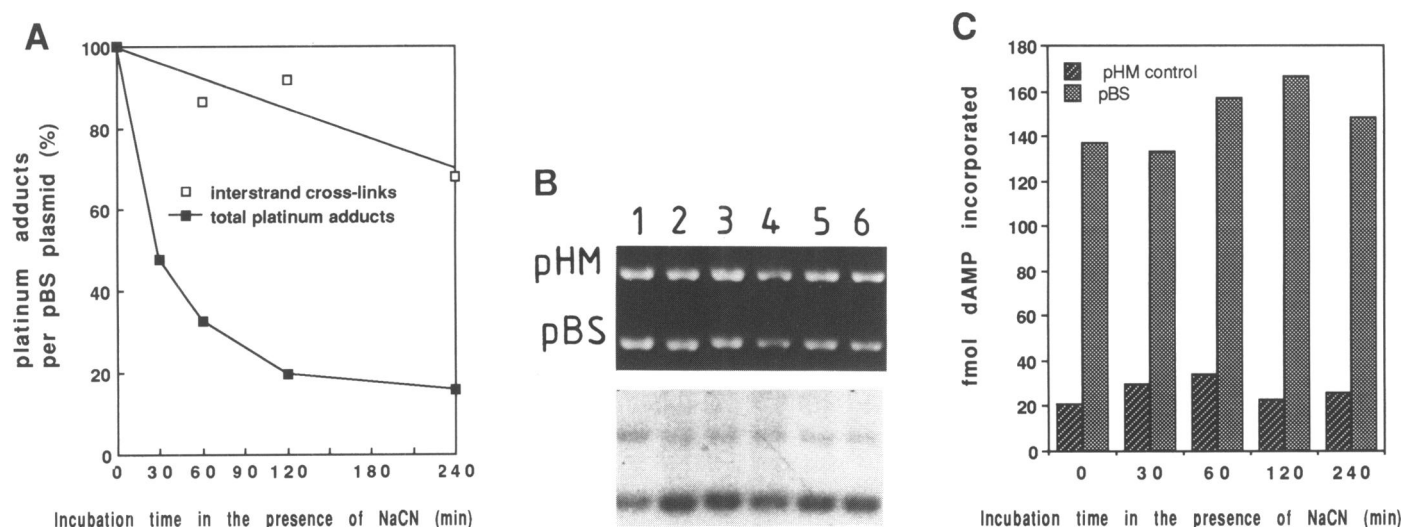 A
platinum adducts
per pBS plasmid (%)
100
80
60
40
20
0
interstrand cross-links
total platinum adducts
0 30 60 90 120 180 240
Incubation time in the presence of NaCN (min)
B
1 2 3 4 5 6
pHM
pBS
C
fmol dAMP incorporated
180
160
140
120
100
80
60
40
20
0
pHM control
pBS
0 30 60 120 240
Incubation time in the presence of NaCN (min)